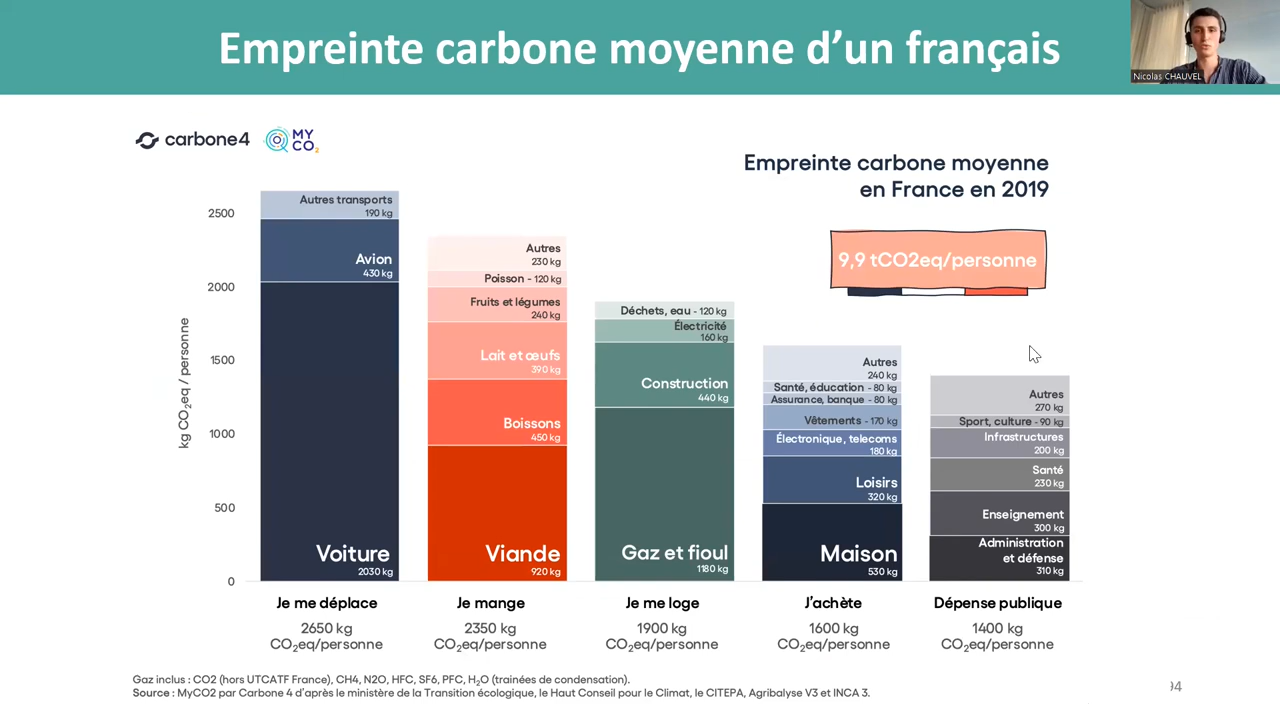 Empreinte carbone moyenne d’un français
Nicolas CHAUVEL
carbone4
MY
CO2
Empreinte carbone moyenne
en France en 2019
9,9 tCO2eq/personne
kg CO2eq / personne
2500
2000
1500
1000
500
0
Autres transports
190 kg
Avion
430 kg
Voiture
2030 kg
Autres
230 kg
Poisson - 120 kg
Fruits et légumes
240 kg
Lait et œufs
390 kg
Boissons
450 kg
Viande
920 kg
Déchets, eau - 120 kg
Électricité
160 kg
Construction
440 kg
Gaz et fioul
1180 kg
Autres
240 kg
Santé, éducation - 80 kg
Assurance, banque - 80 kg
Vêtements - 170 kg
Électronique, telecoms
180 kg
Loisirs
320 kg
Maison
530 kg
Autres
270 kg
Sport, culture - 90 kg
Infrastructures
200 kg
Santé
230 kg
Enseignement
300 kg
Administration
et défense
310 kg
Je me déplace
2650 kg
CO2eq/personne
Je mange
2350 kg
CO2eq/personne
Je me loge
1900 kg
CO2eq/personne
J’achète
1600 kg
CO2eq/personne
Dépense publique
1400 kg
CO2eq/personne
Gaz inclus : CO2 (hors UTCATF France), CH4, N2O, HFC, SF6, PFC, H2O (trainées de condensation).
Source : MyCO2 par Carbone 4 d’après le ministère de la Transition écologique, le Haut Conseil pour le Climat, le CITEPA, Agribalyse V3 et INCA 3.
94